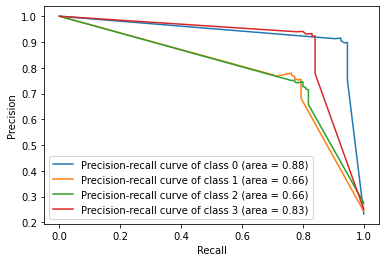 1.0
0.9
0.8
0.7
0.6
0.5
0.4
0.3
0.2
Precision
Precision-recall curve of class 0 (area = 0.88)
Precision-recall curve of class 1 (area = 0.66)
Precision-recall curve of class 2 (area = 0.66)
Precision-recall curve of class 3 (area = 0.83)
0.0 0.2 0.4 0.6 0.8 1.0
Recall